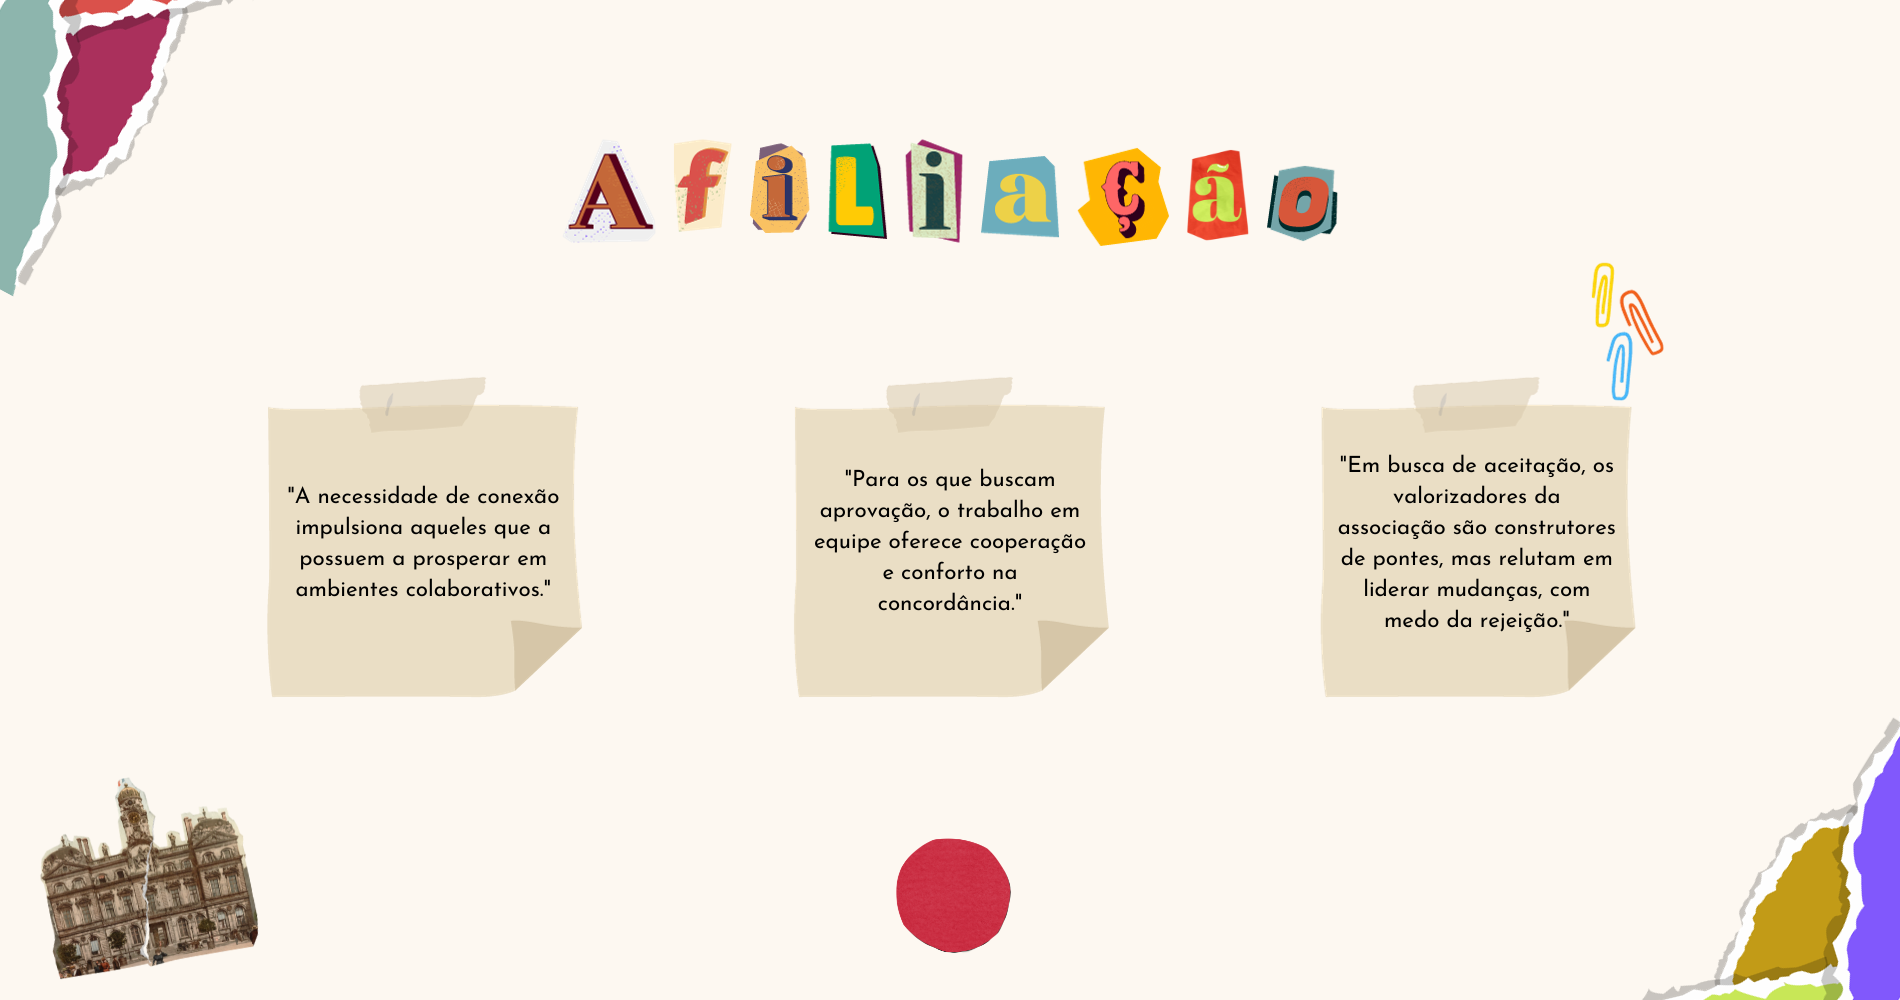 AfiLiação
"A necessidade de conexão
impulsiona aqueles que a
possuem a prosperar em
ambientes colaborativos."
"Para os que buscam
aprovação, o trabalho em
equipe oferece cooperação
e conforto na
concordância."
"Em busca de aceitação, os
valorizadores da
associação são construtores
de pontes, mas relutam em
liderar mudanças, com
medo da rejeição."